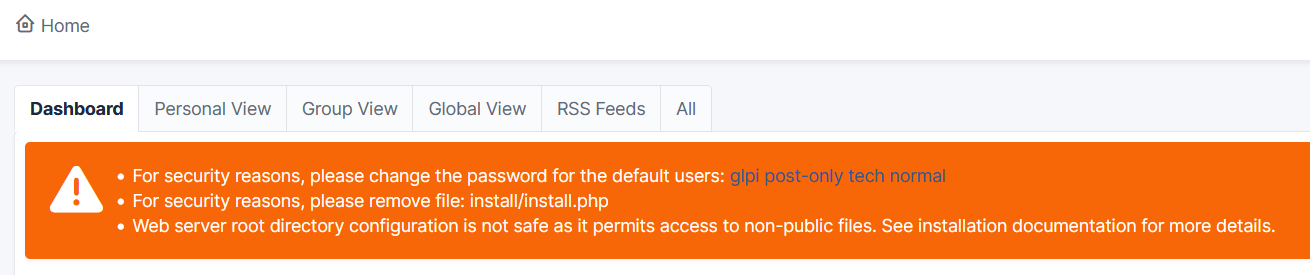 Home
Dashboard Personal View Group View Global View RSS Feeds All
• For security reasons, please change the password for the default users: glpi post-only tech normal
• For security reasons, please remove file: install/install.php
• Web server root directory configuration is not safe as it permits access to non-public files. See installation documentation for more details.